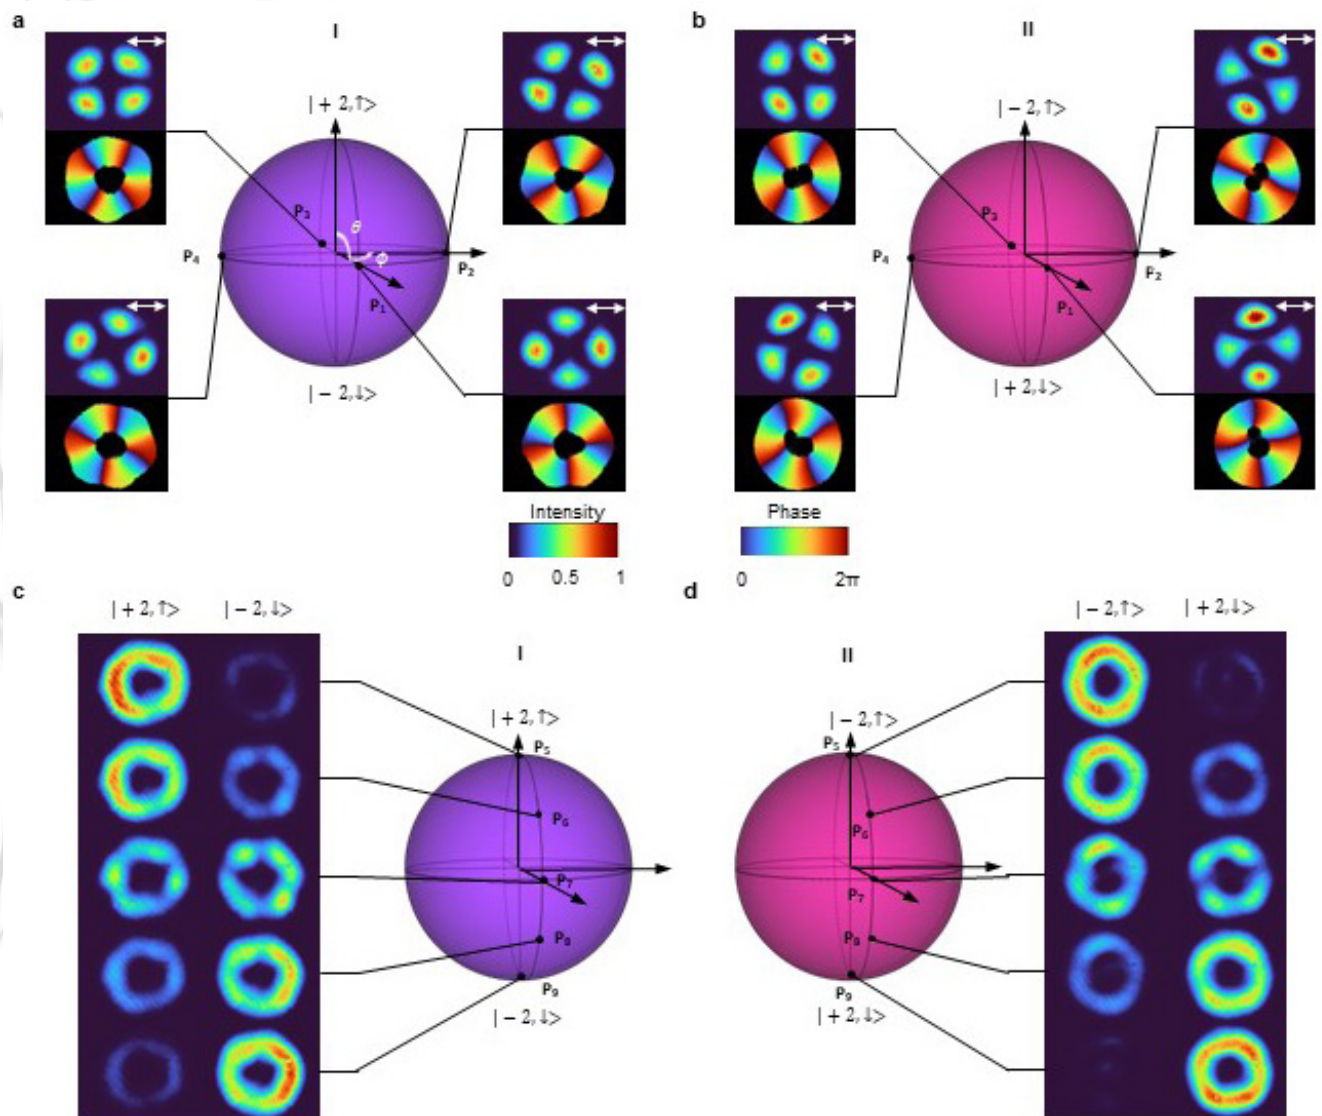 a
I
b
II
| + 2,↑>
| − 2,↑>
P₃
θ
φ
P₄
P₂
P₁
P₃
P₄
P₂
P₁
| − 2,↓>
| + 2,↓>
Intensity
0 0.5 1
Phase
0 2π
c
| + 2,↑> | − 2,↓>
I
| + 2,↑>
P₅
P₆
P₇
P₈
P₉
| − 2,↓>
d
| − 2,↑> | + 2,↓>
II
| − 2,↑>
P₅
P₆
P₇
P₈
P₉
| + 2,↓>